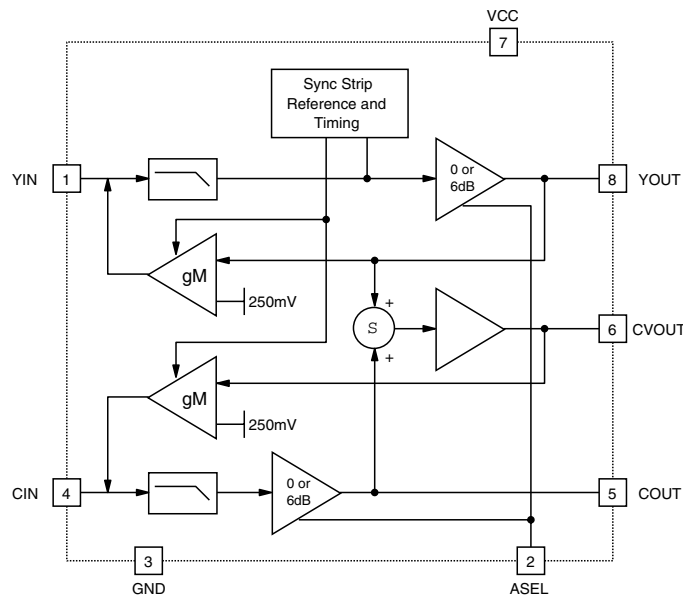 VCC
7
Sync Strip
Reference and
Timing
YIN
1
0 or
6dB
8
YOUT
gM
250mV
+
S
+
6
CVOUT
gM
250mV
CIN
4
0 or
6dB
5
COUT
3
GND
2
ASEL